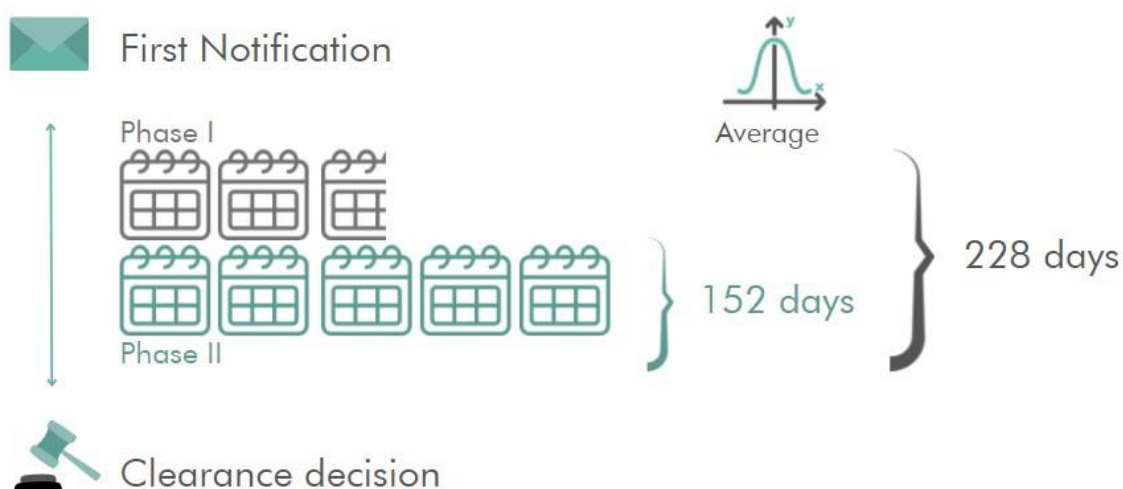 First Notification
y
x
Average
Phase I
228 days
152 days
Phase II
Clearance decision